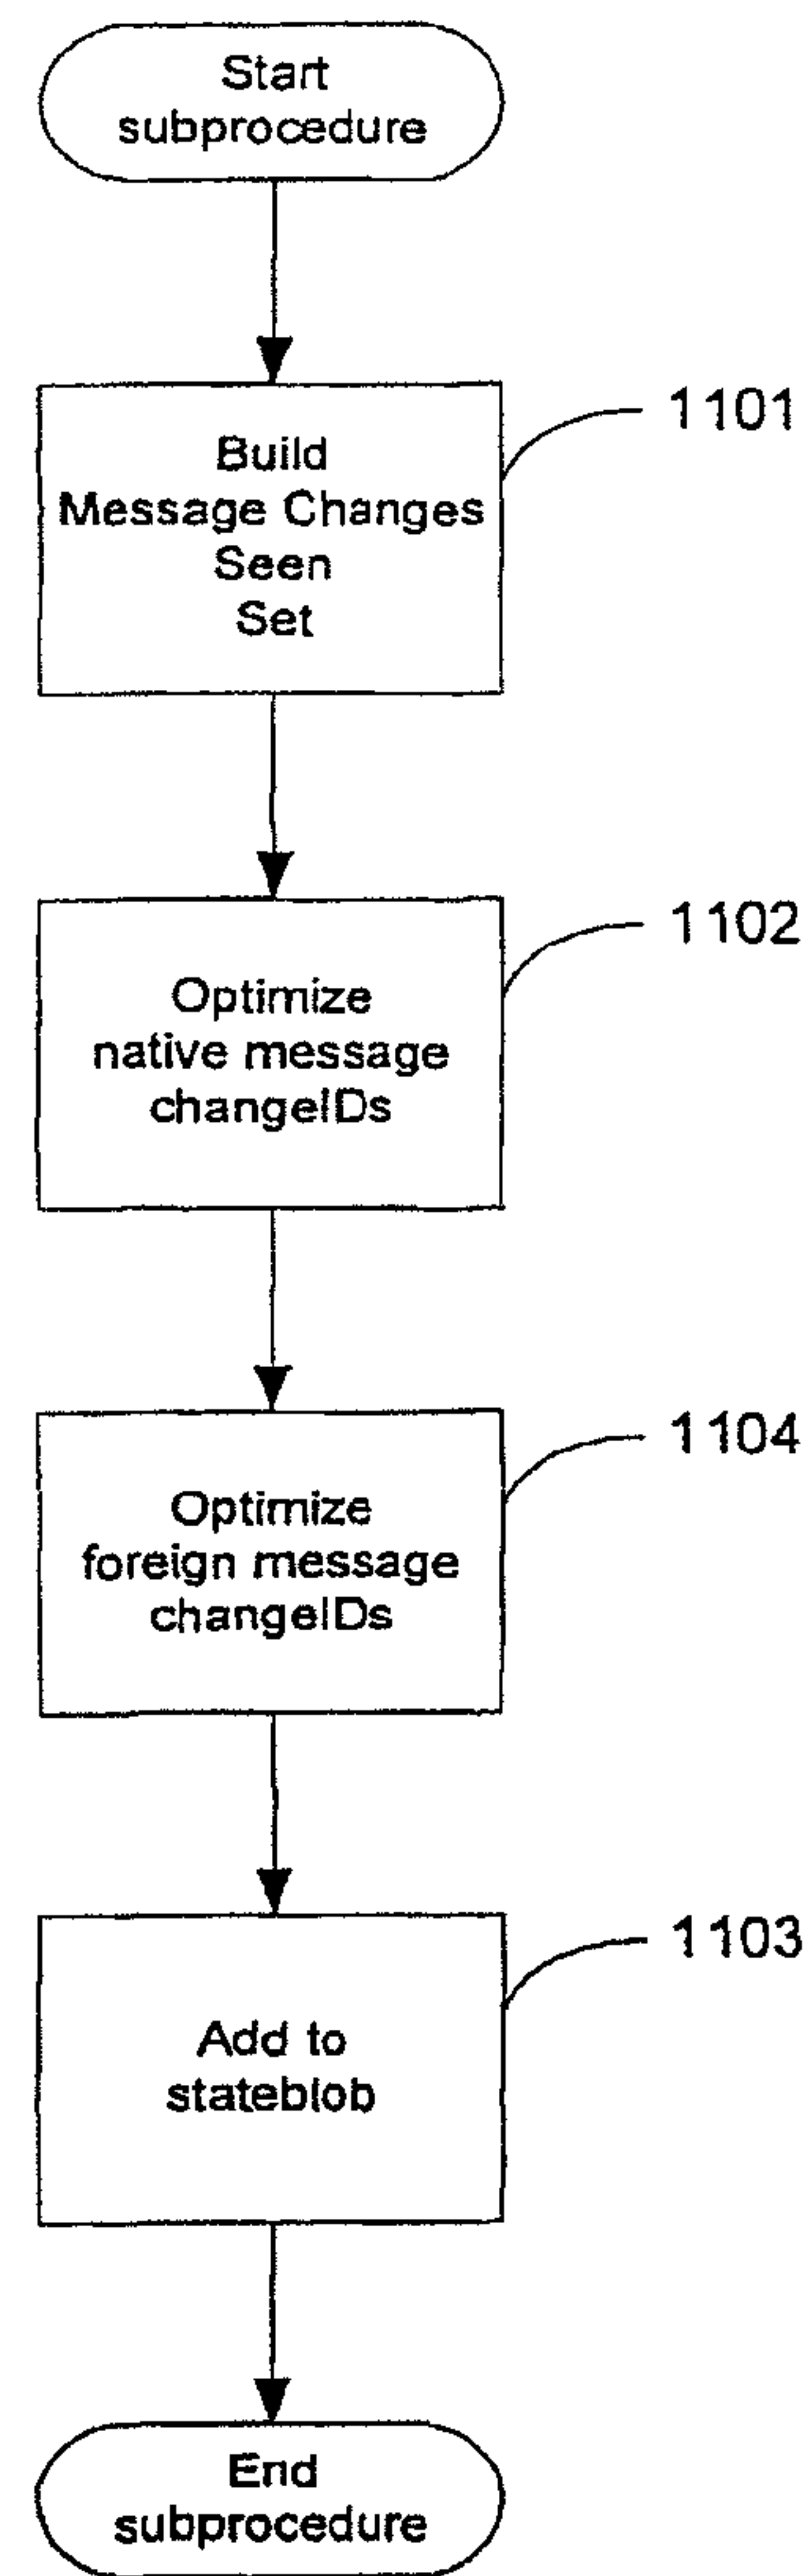 Start
subprocedure
1101
Build
Message Changes
Seen
Set
1102
Optimize
native message
changeIDs
1104
Optimize
foreign message
changeIDs
1103
Add to
stateblob
End
subprocedure